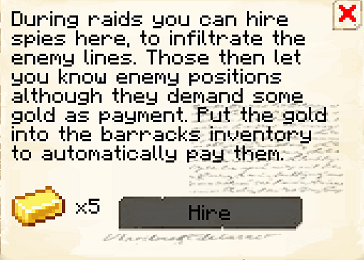 During raids you can hire
spies here, to infiltrate the
enemy lines. Those then let
you know enemy positions
although they demand some
gold as payment. Put the gold
into the barracks inventory
to automatically pay them.
x5
Hire